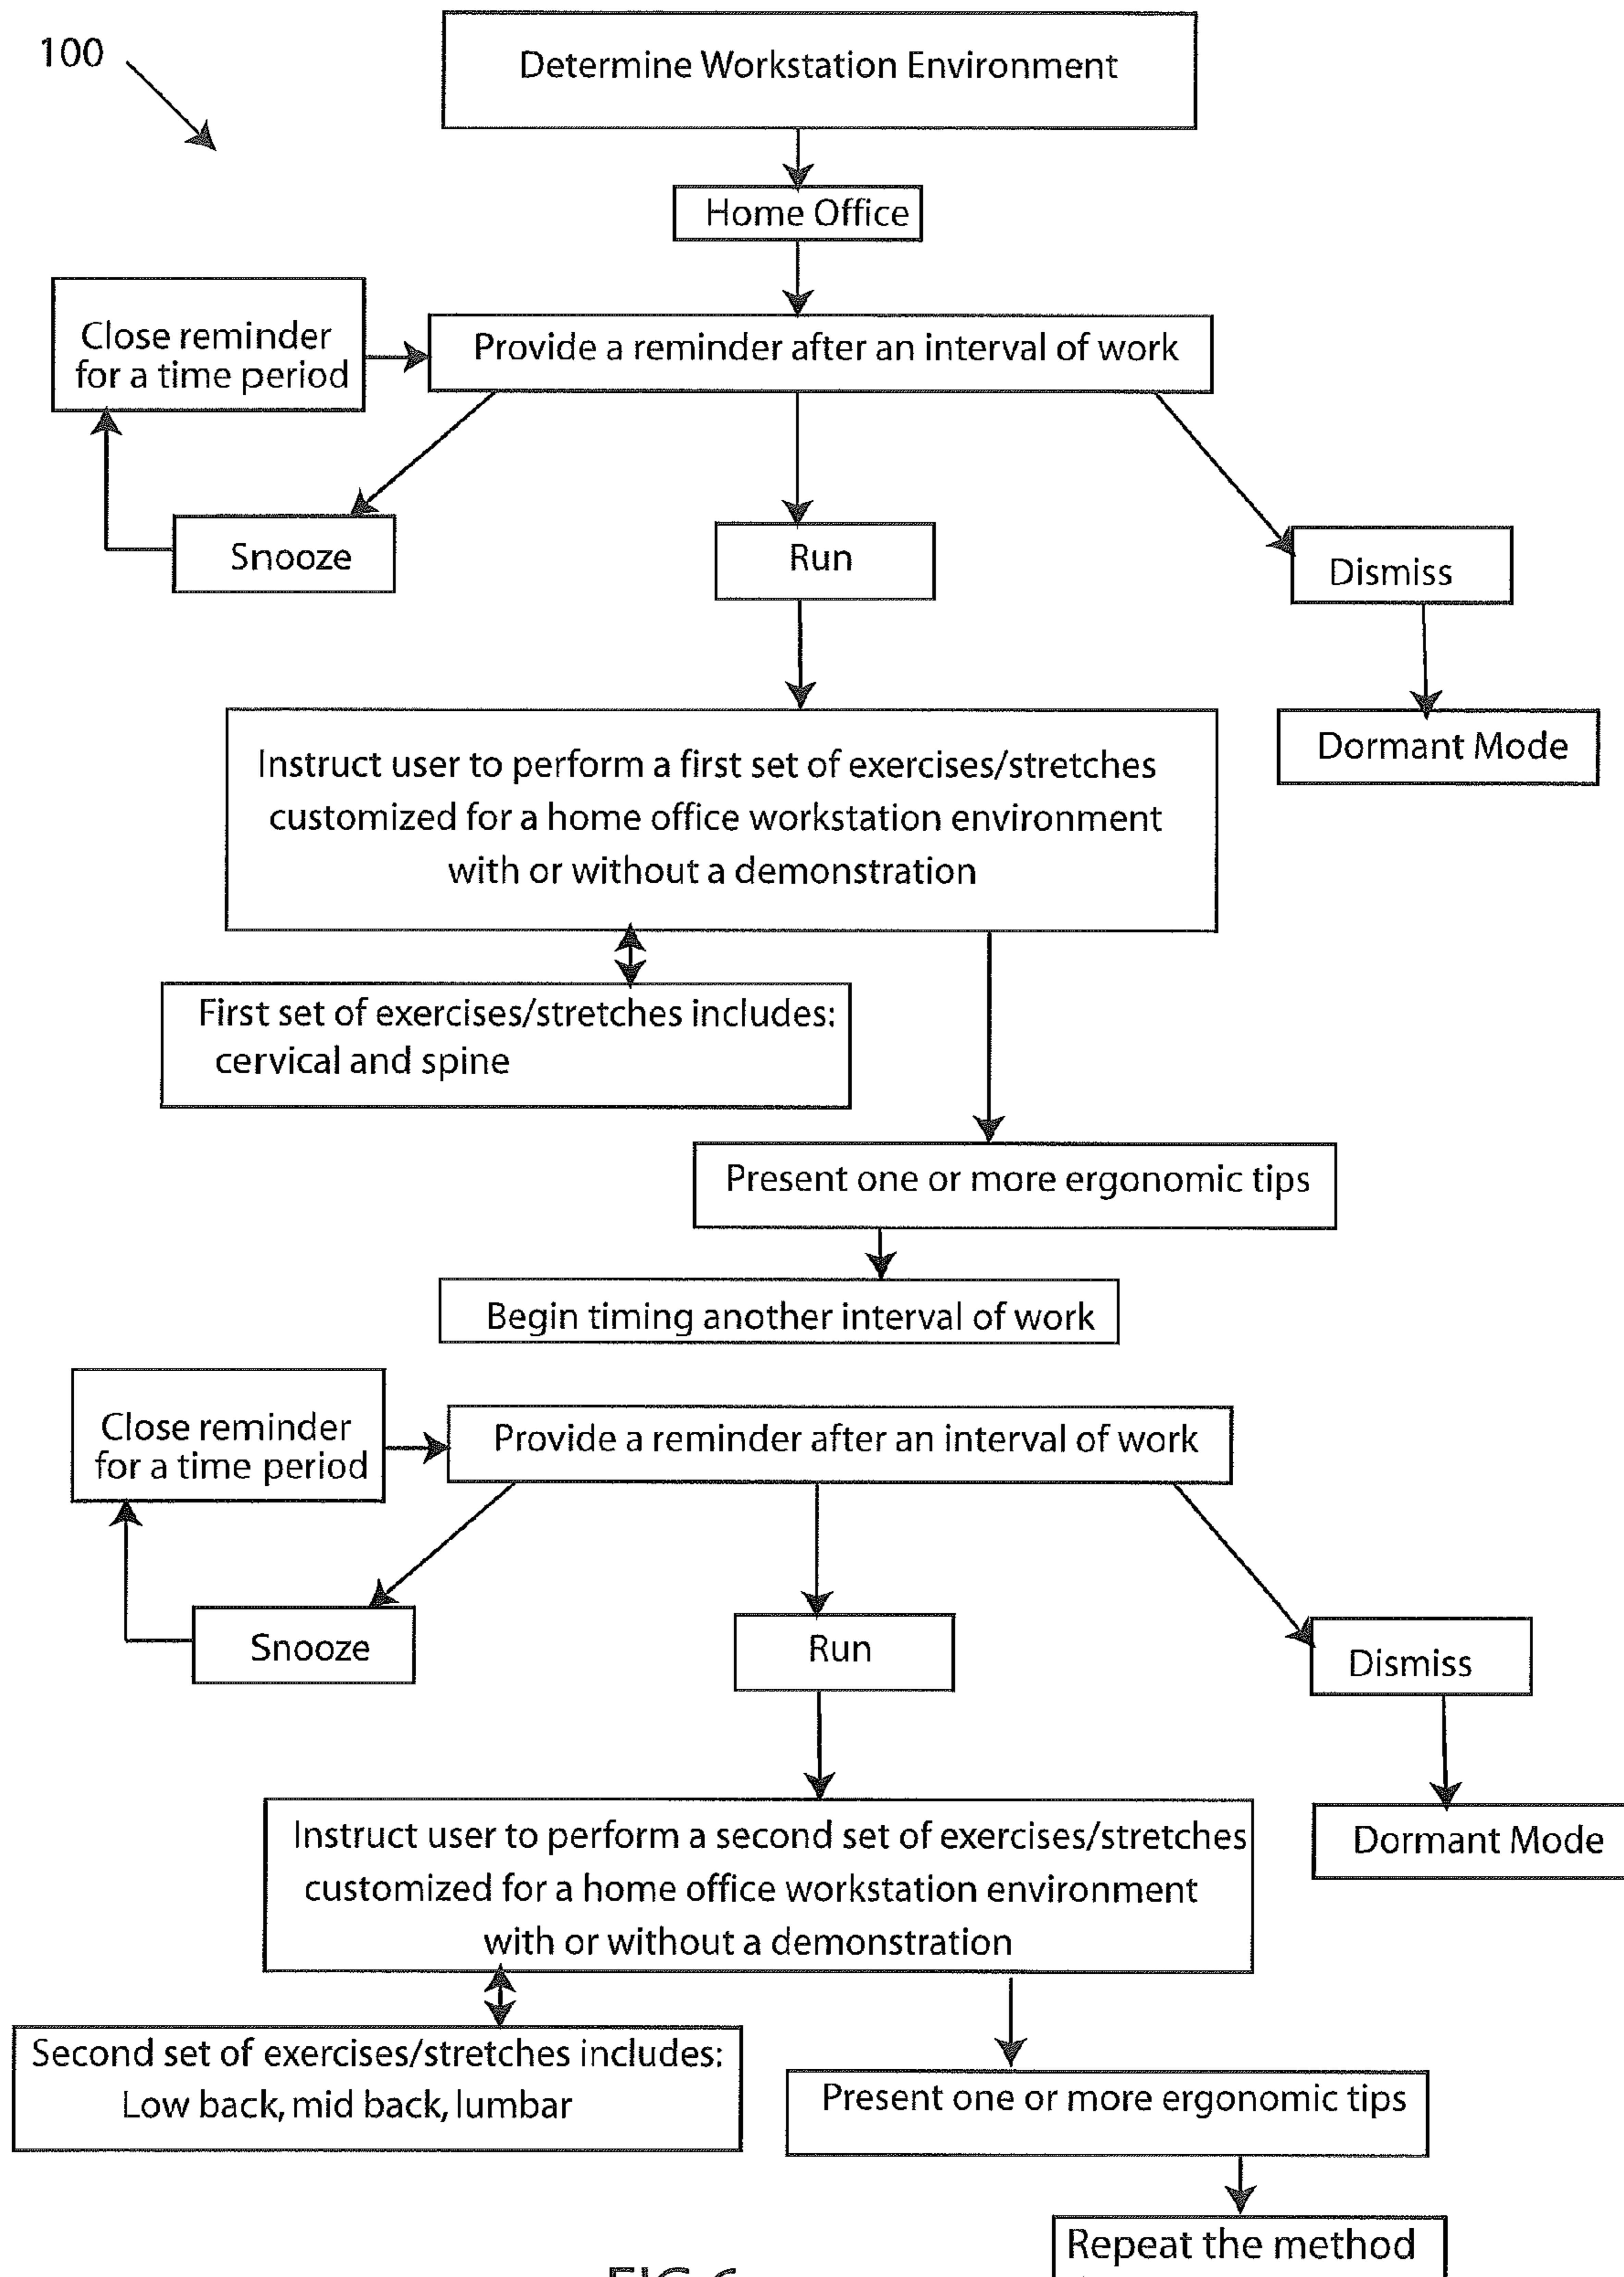 100
Determine Workstation Environment
Home Office
Close reminder
for a time period
Provide a reminder after an interval of work
Snooze
Run
Dismiss
Dormant Mode
Instruct user to perform a first set of exercises/stretches
customized for a home office workstation environment
with or without a demonstration
First set of exercises/stretches includes:
cervical and spine
Present one or more ergonomic tips
Begin timing another interval of work
Close reminder
for a time period
Provide a reminder after an interval of work
Snooze
Run
Dismiss
Dormant Mode
Instruct user to perform a second set of exercises/stretches
customized for a home office workstation environment
with or without a demonstration
Second set of exercises/stretches includes:
Low back, mid back, lumbar
Present one or more ergonomic tips
Repeat the method